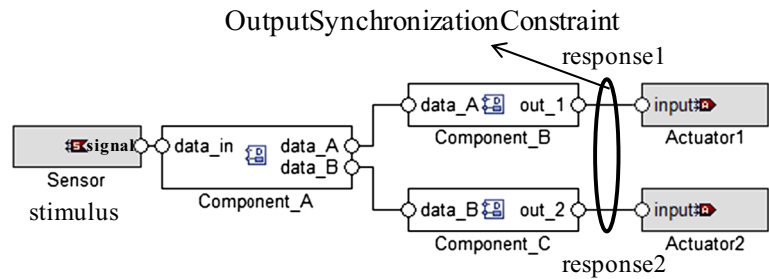 OutputSynchronizationConstraint
response1
data_A D out_1
Component_B
input A
Actuator1
S signal
Sensor
stimulus
data_in D data_A
data_B
Component_A
data_B D out_2
Component_C
input A
Actuator2
response2